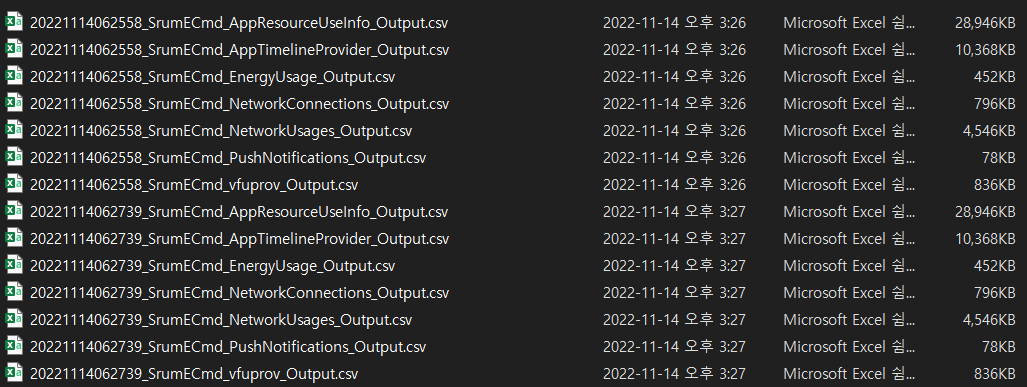 20221114062558_SrumECmd_AppResourceUseInfo_Output.csv 2022-11-14 오후 3:26 Microsoft Excel 쉼... 28,946KB
20221114062558_SrumECmd_AppTimelineProvider_Output.csv 2022-11-14 오후 3:26 Microsoft Excel 쉼... 10,368KB
20221114062558_SrumECmd_EnergyUsage_Output.csv 2022-11-14 오후 3:26 Microsoft Excel 쉼... 452KB
20221114062558_SrumECmd_NetworkConnections_Output.csv 2022-11-14 오후 3:26 Microsoft Excel 쉼... 796KB
20221114062558_SrumECmd_NetworkUsages_Output.csv 2022-11-14 오후 3:26 Microsoft Excel 쉼... 4,546KB
20221114062558_SrumECmd_PushNotifications_Output.csv 2022-11-14 오후 3:26 Microsoft Excel 쉼... 78KB
20221114062558_SrumECmd_vfuprov_Output.csv 2022-11-14 오후 3:26 Microsoft Excel 쉼... 836KB
20221114062739_SrumECmd_AppResourceUseInfo_Output.csv 2022-11-14 오후 3:27 Microsoft Excel 쉼... 28,946KB
20221114062739_SrumECmd_AppTimelineProvider_Output.csv 2022-11-14 오후 3:27 Microsoft Excel 쉼... 10,368KB
20221114062739_SrumECmd_EnergyUsage_Output.csv 2022-11-14 오후 3:27 Microsoft Excel 쉼... 452KB
20221114062739_SrumECmd_NetworkConnections_Output.csv 2022-11-14 오후 3:27 Microsoft Excel 쉼... 796KB
20221114062739_SrumECmd_NetworkUsages_Output.csv 2022-11-14 오후 3:27 Microsoft Excel 쉼... 4,546KB
20221114062739_SrumECmd_PushNotifications_Output.csv 2022-11-14 오후 3:27 Microsoft Excel 쉼... 78KB
20221114062739_SrumECmd_vfuprov_Output.csv 2022-11-14 오후 3:27 Microsoft Excel 쉼... 836KB